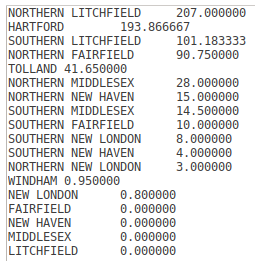 NORTHERN LITCHFIELD 207.000000
HARTFORD 193.866667
SOUTHERN LITCHFIELD 101.183333
NORTHERN FAIRFIELD 90.750000
TOLLAND 41.650000
NORTHERN MIDDLESEX 28.000000
NORTHERN NEW HAVEN 15.000000
SOUTHERN MIDDLESEX 14.500000
SOUTHERN FAIRFIELD 10.000000
SOUTHERN NEW LONDON 8.000000
SOUTHERN NEW HAVEN 4.000000
NORTHERN NEW LONDON 3.000000
WINDHAM 0.950000
NEW LONDON 0.800000
FAIRFIELD 0.000000
NEW HAVEN 0.000000
MIDDLESEX 0.000000
LITCHFIELD 0.000000